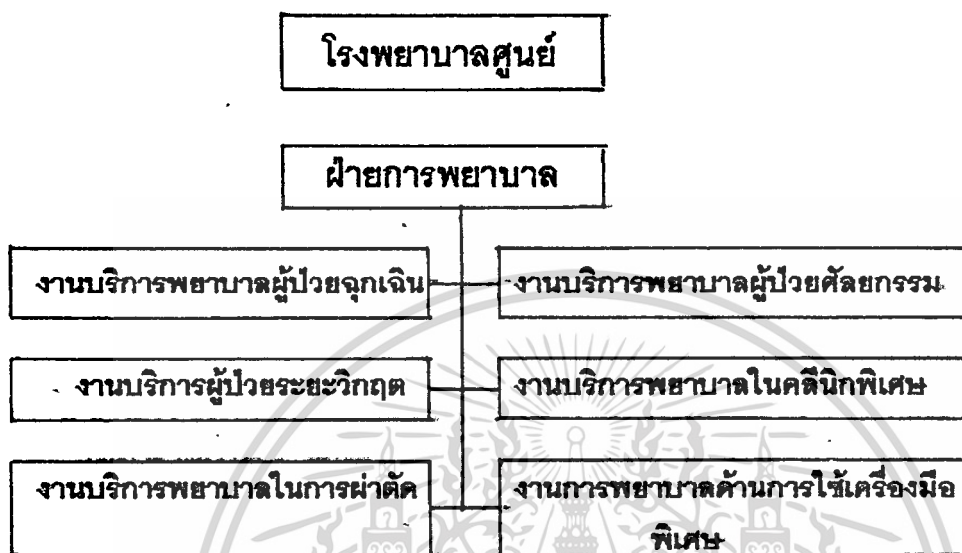 โรงพยาบาลศูนย์
ฝ่ายการพยาบาล
งานบริการพยาบาลผู้ป่วยฉุกเฉิน
งานบริการพยาบาลผู้ป่วยศัลยกรรม
งานบริการผู้ป่วยระยะวิกฤต
งานบริการพยาบาลในคลีนิกพิเศษ
งานบริการพยาบาลในการผ่าตัด
งานการพยาบาลด้านการใช้เครื่องมือ
พิเศษ